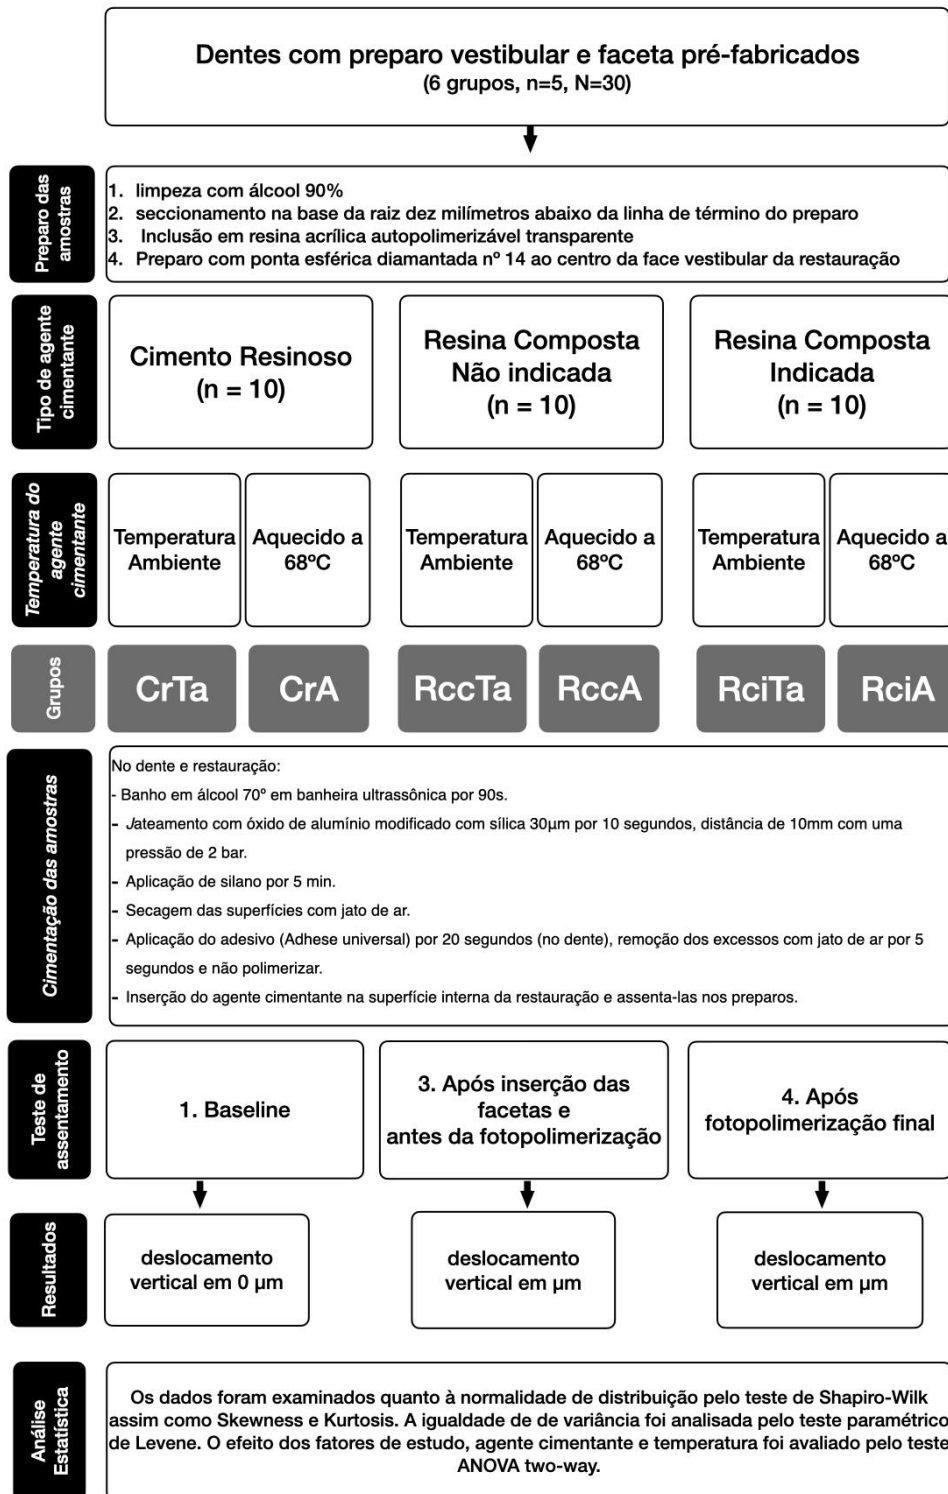 Dentes com preparo vestibular e faceta pré-fabricados
(6 grupos, n=5, N=30)
Preparo das
amostras
1. limpeza com álcool 90%
2. seccionamento na base da raiz dez milímetros abaixo da linha de término do preparo
3. Inclusão em resina acrílica autopolimerizável transparente
4. Preparo com ponta esférica diamantada nº 14 ao centro da face vestibular da restauração
Tipo de agente
cimentante
Cimento Resinoso
(n = 10)
Resina Composta
Não indicada
(n = 10)
Resina Composta
Indicada
(n = 10)
Temperatura do
agente
cimentante
Temperatura
Ambiente
Aquecido a
68ºC
Temperatura
Ambiente
Aquecido a
68ºC
Temperatura
Ambiente
Aquecido a
68ºC
Grupos
CrTa
CrA
RccTa
RccA
RciTa
RciA
Cimentação das amostras
No dente e restauração:
- Banho em álcool 70º em banheira ultrassônica por 90s.
- Jateamento com óxido de alumínio modificado com sílica 30µm por 10 segundos, distância de 10mm com uma
pressão de 2 bar.
- Aplicação de silano por 5 min.
- Secagem das superfícies com jato de ar.
- Aplicação do adesivo (Adhese universal) por 20 segundos (no dente), remoção dos excessos com jato de ar por 5
segundos e não polimerizar.
- Inserção do agente cimentante na superfície interna da restauração e assenta-las nos preparos.
Teste de
assentamento
1. Baseline
3. Após inserção das
facetas e
antes da fotopolimerização
4. Após
fotopolimerização final
Resultados
deslocamento
vertical em 0 µm
deslocamento
vertical em µm
deslocamento
vertical em µm
Análise
Estatística
Os dados foram examinados quanto à normalidade de distribuição pelo teste de Shapiro-Wilk
assim como Skewness e Kurtosis. A igualdade de de variância foi analisada pelo teste paramétrico
de Levene. O efeito dos fatores de estudo, agente cimentante e temperatura foi avaliado pelo teste
ANOVA two-way.